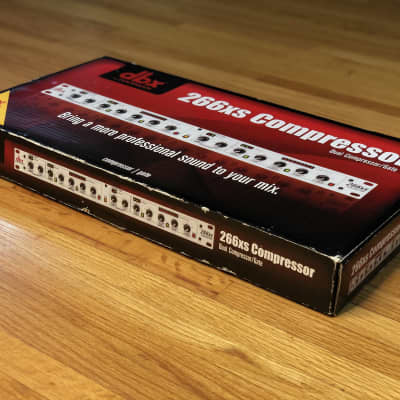 dbx
266xs Compressor
Dual Compressor/Gate
Bring a more professional sound to your mix.
compressor / gate
266xs Compressor
Dual Compressor/Gate